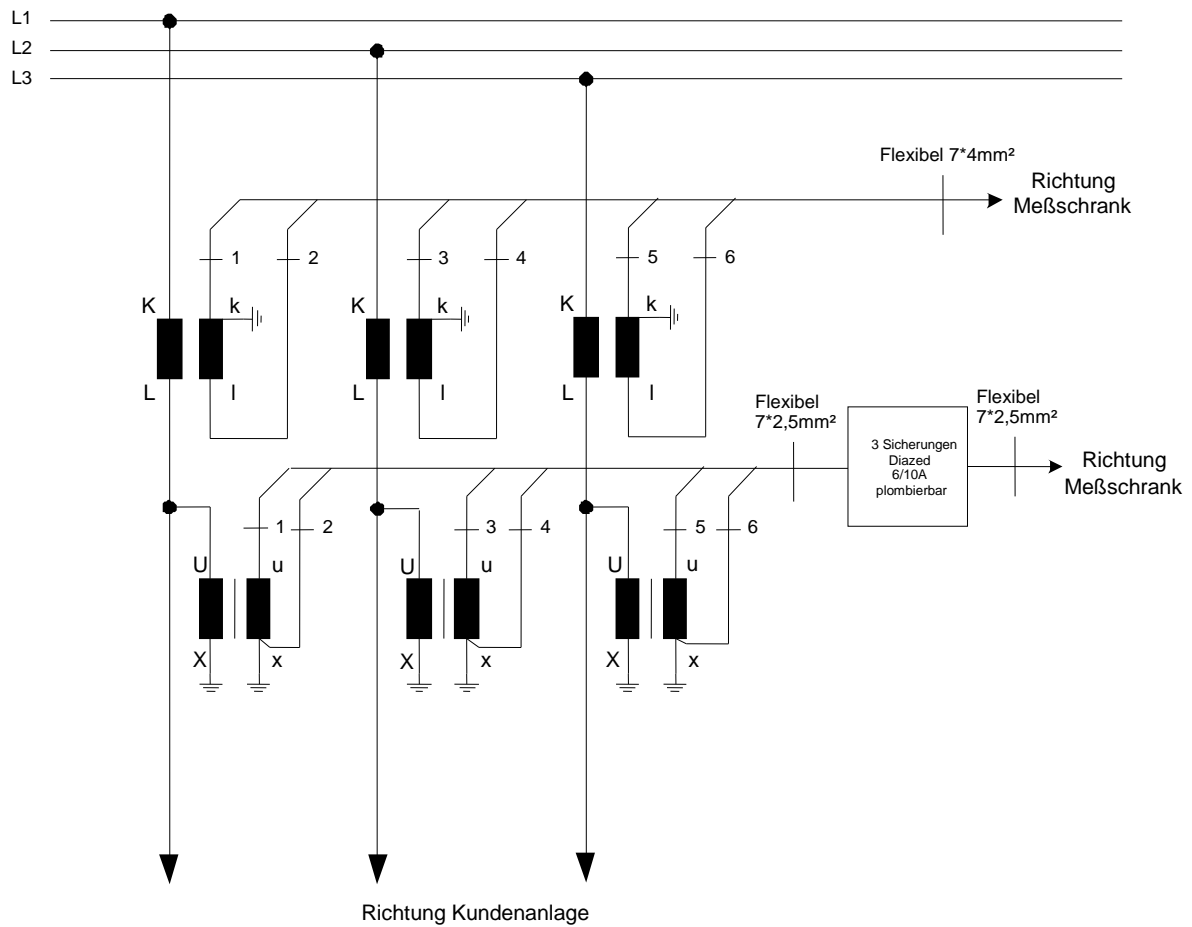 L1
L2
L3
Flexibel 7*4mm²
Richtung
Meßschrank
1 2 3 4 5 6
K k K k K k
L l L l L l
Flexibel
7*2,5mm²
Flexibel
7*2,5mm²
3 Sicherungen
Diazed
6/10A
plombierbar
Richtung
Meßschrank
1 2 3 4 5 6
U u U u U u
X x X x X x
Richtung Kundenanlage